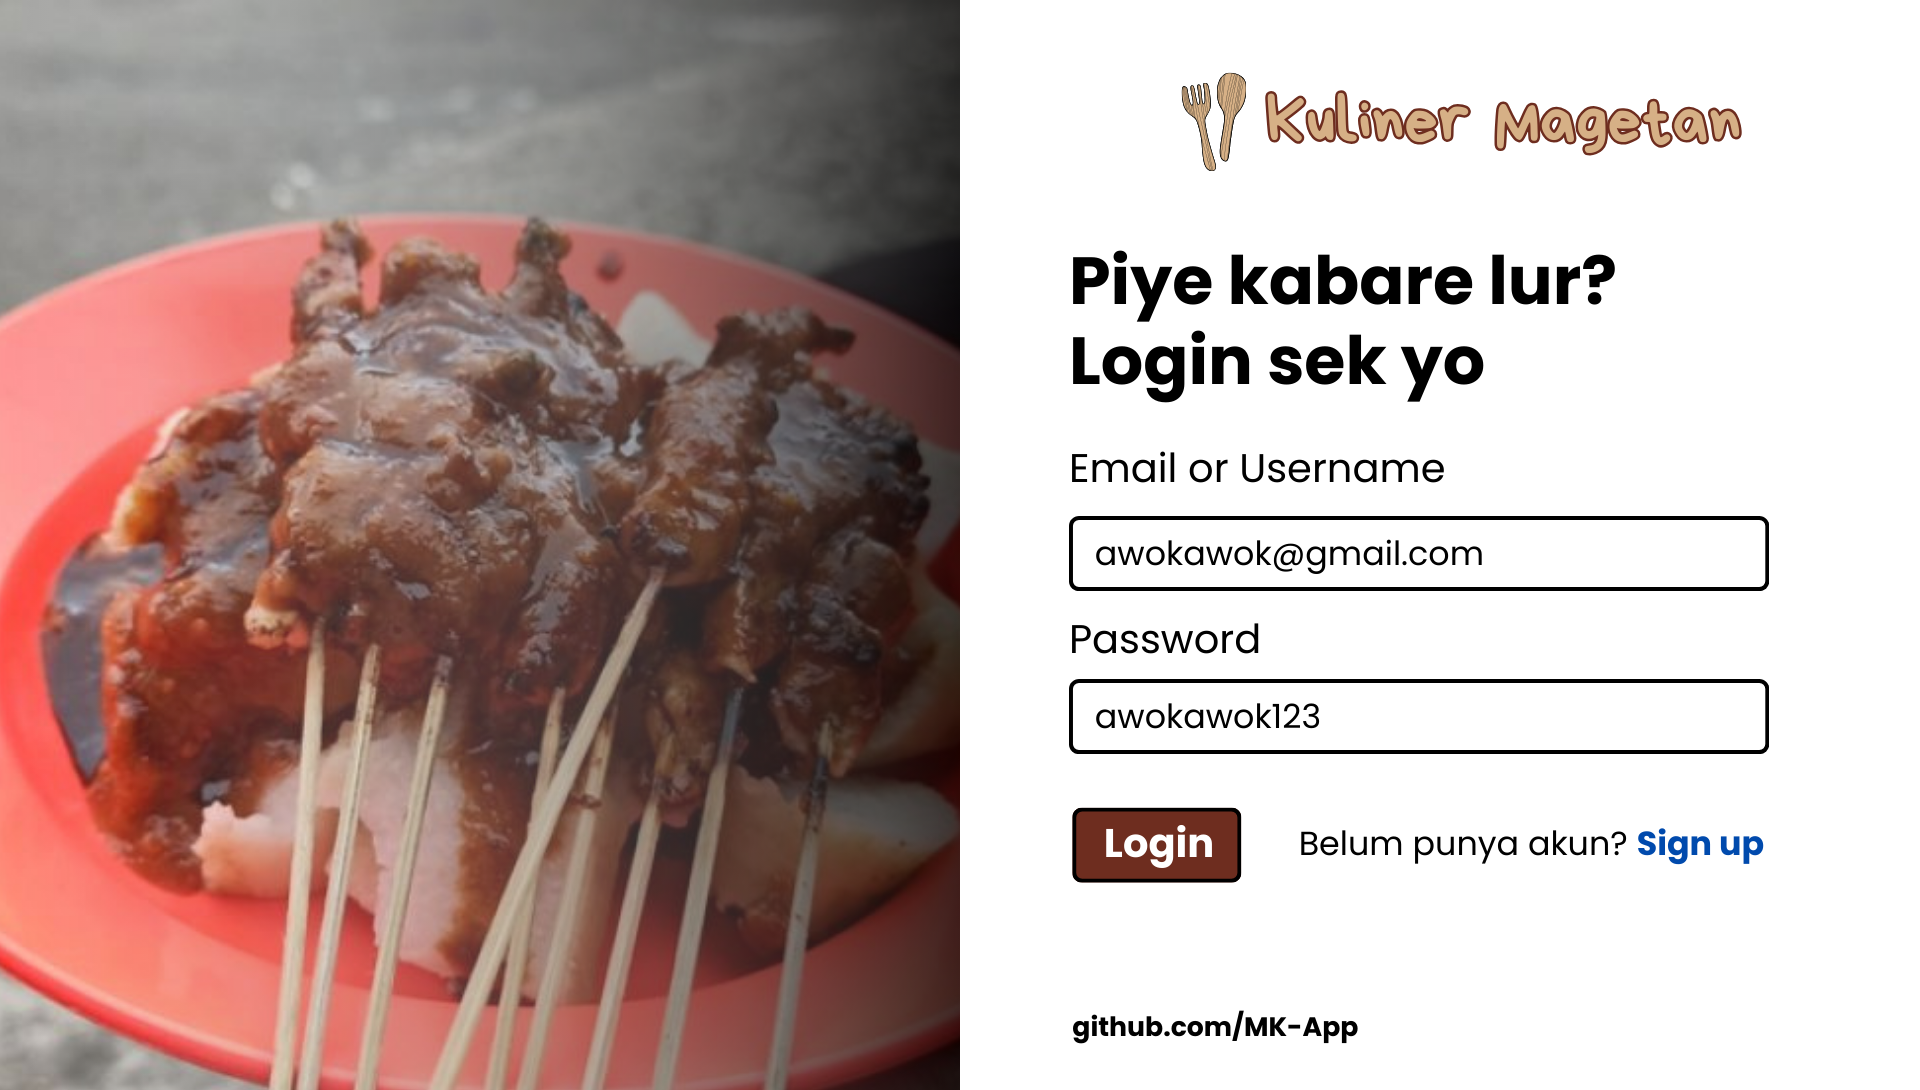 Kuliner Magetan
Piye kabare lur?
Login sek yo
Email or Username
awokawok@gmail.com
Password
awokawok123
Login
Belum punya akun? Sign up
github.com/MK-App